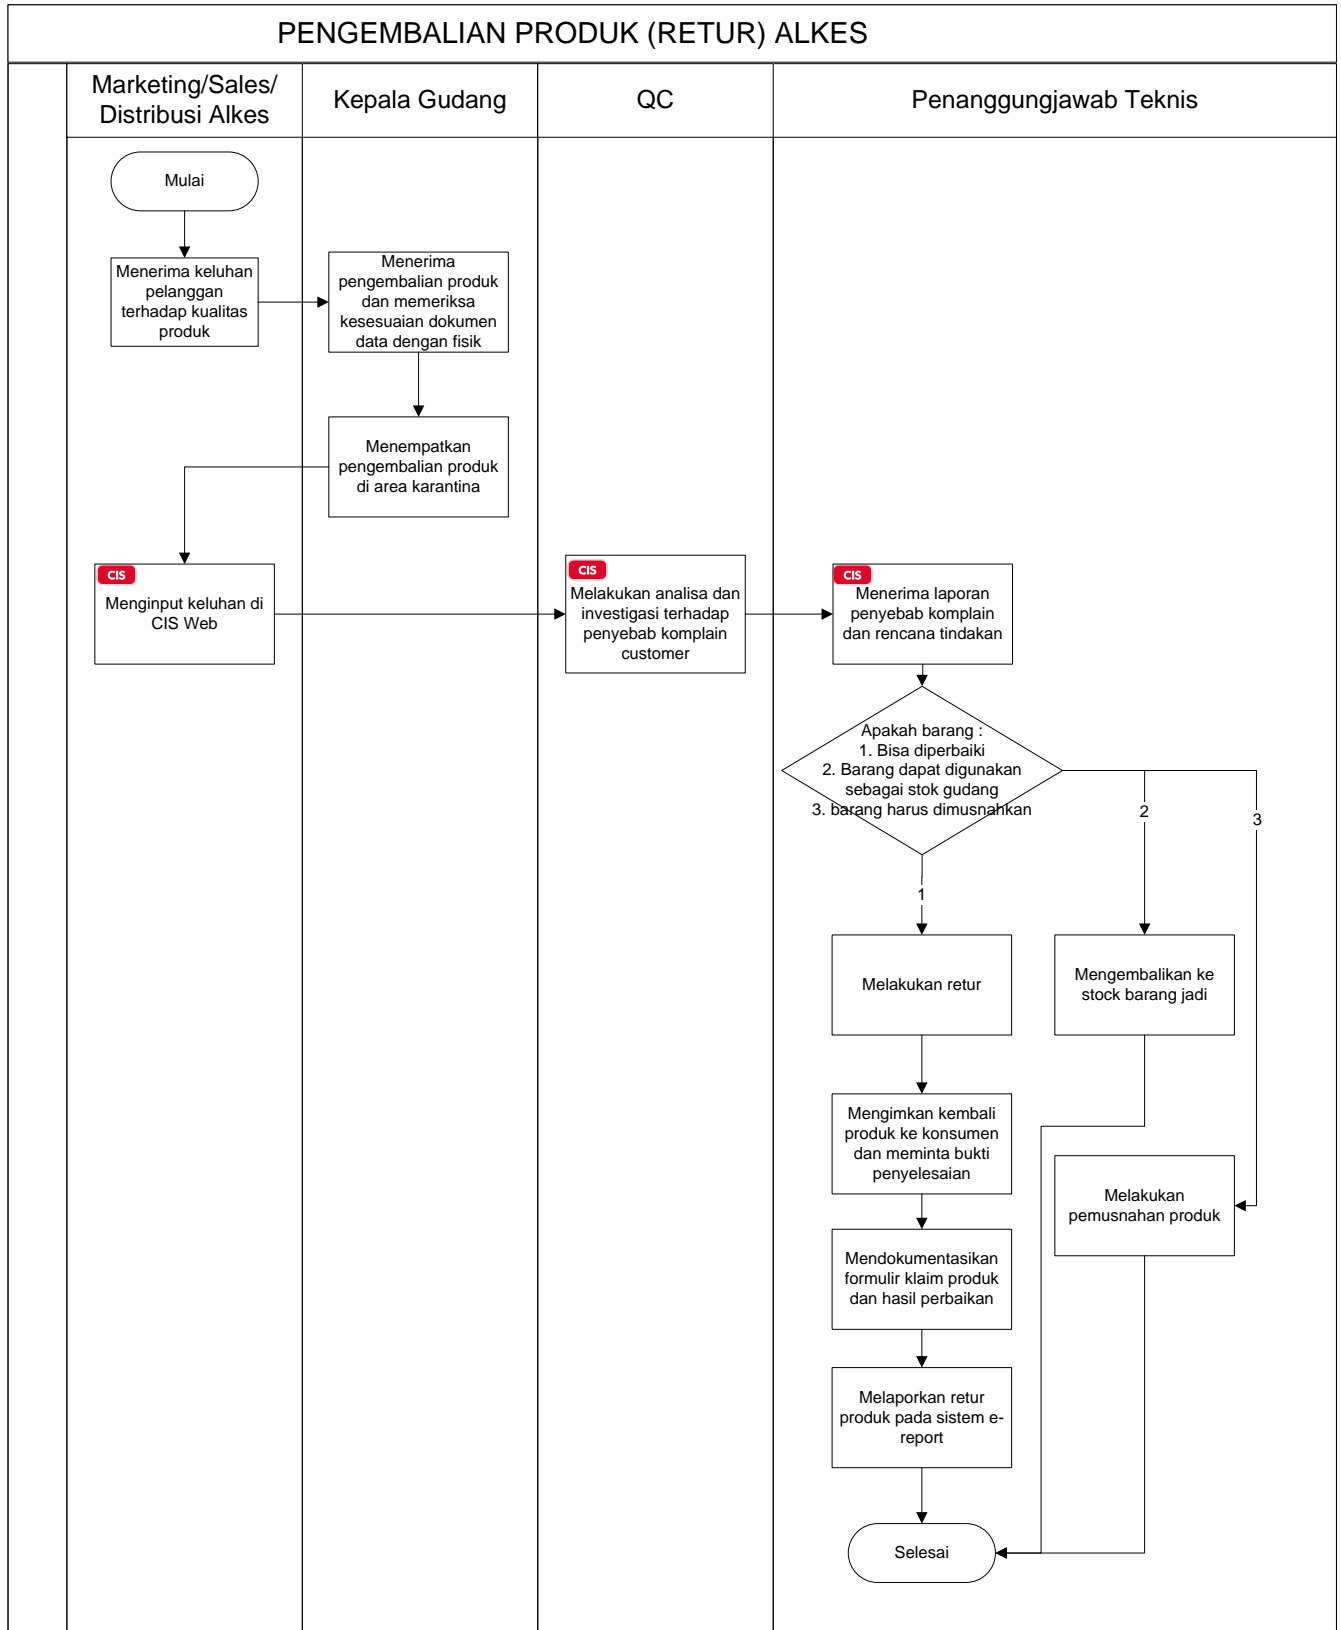 PENGEMBALIAN PRODUK (RETUR) ALKES
Marketing/Sales/
Distribusi Alkes
Kepala Gudang
QC
Penanggungjawab Teknis
Mulai
Menerima keluhan
pelanggan
terhadap kualitas
produk
Menerima
pengembalian produk
dan memeriksa
kesesuaian dokumen
data dengan fisik
Menempatkan
pengembalian produk
di area karantina
CIS
Menginput keluhan di
CIS Web
CIS
Melakukan analisa dan
investigasi terhadap
penyebab komplain
customer
CIS
Menerima laporan
penyebab komplain
dan rencana tindakan
Apakah barang :
1. Bisa diperbaiki
2. Barang dapat digunakan
sebagai stok gudang
3. barang harus dimusnahkan
2
3
1
Melakukan retur
Mengembalikan ke
stock barang jadi
Mengimkan kembali
produk ke konsumen
dan meminta bukti
penyelesaian
Melakukan
pemusnahan produk
Mendokumentasikan
formulir klaim produk
dan hasil perbaikan
Melaporkan retur
produk pada sistem e-
report
Selesai